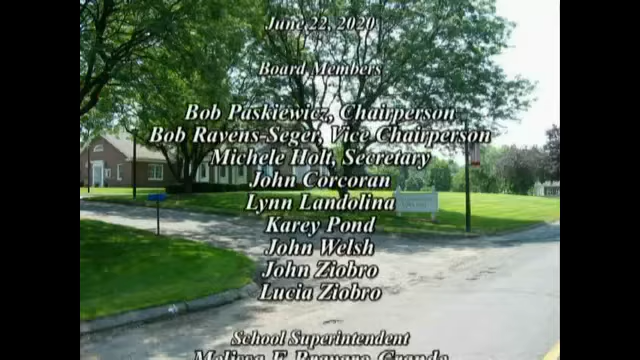 June 22, 2020
Board Members
Bob Paskiewicz, Chairperson
Bob Ravens-Seger, Vice Chairperson
Michele Holt, Secretary
John Corcoran
Lynn Landolina
Karey Pond
John Welsh
John Ziobro
Lucia Ziobro
School Superintendent
Melissa F.